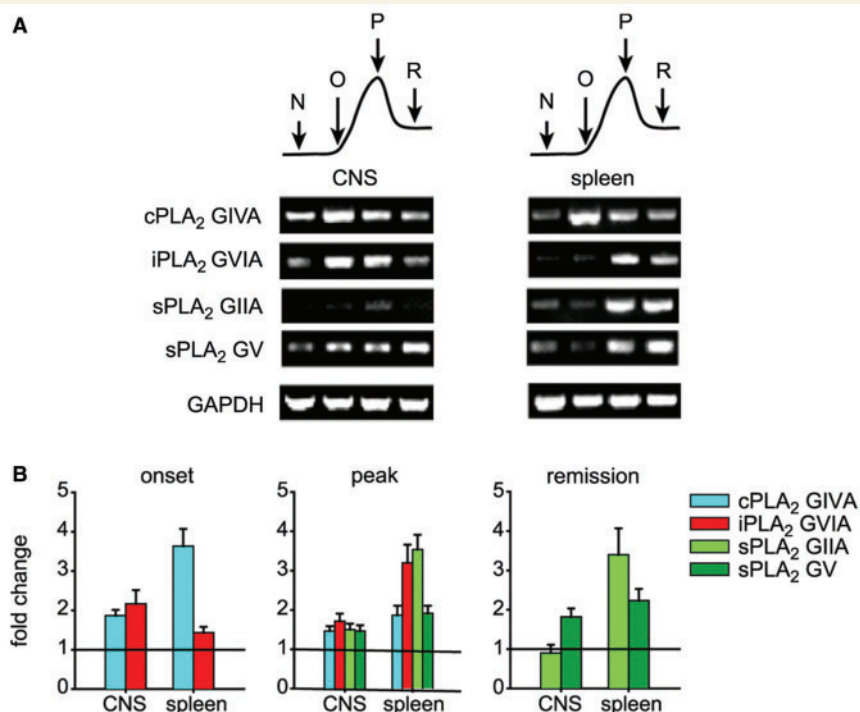 A
P P
O R O R
N N
CNS spleen
cPLA₂ GIVA
iPLA₂ GVIA
sPLA₂ GIIA
sPLA₂ GV
GAPDH
B
onset peak remission
5 5 5
4 4 4
3 3 3
2 2 2
1 1 1
0 0 0
fold change
CNS spleen CNS spleen CNS spleen
cPLA₂ GIVA
iPLA₂ GVIA
sPLA₂ GIIA
sPLA₂ GV